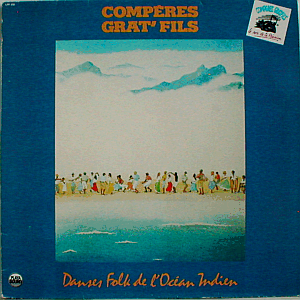 COMPÈRES
GRAT' FILS
Danses Folk de l'Océan Indien